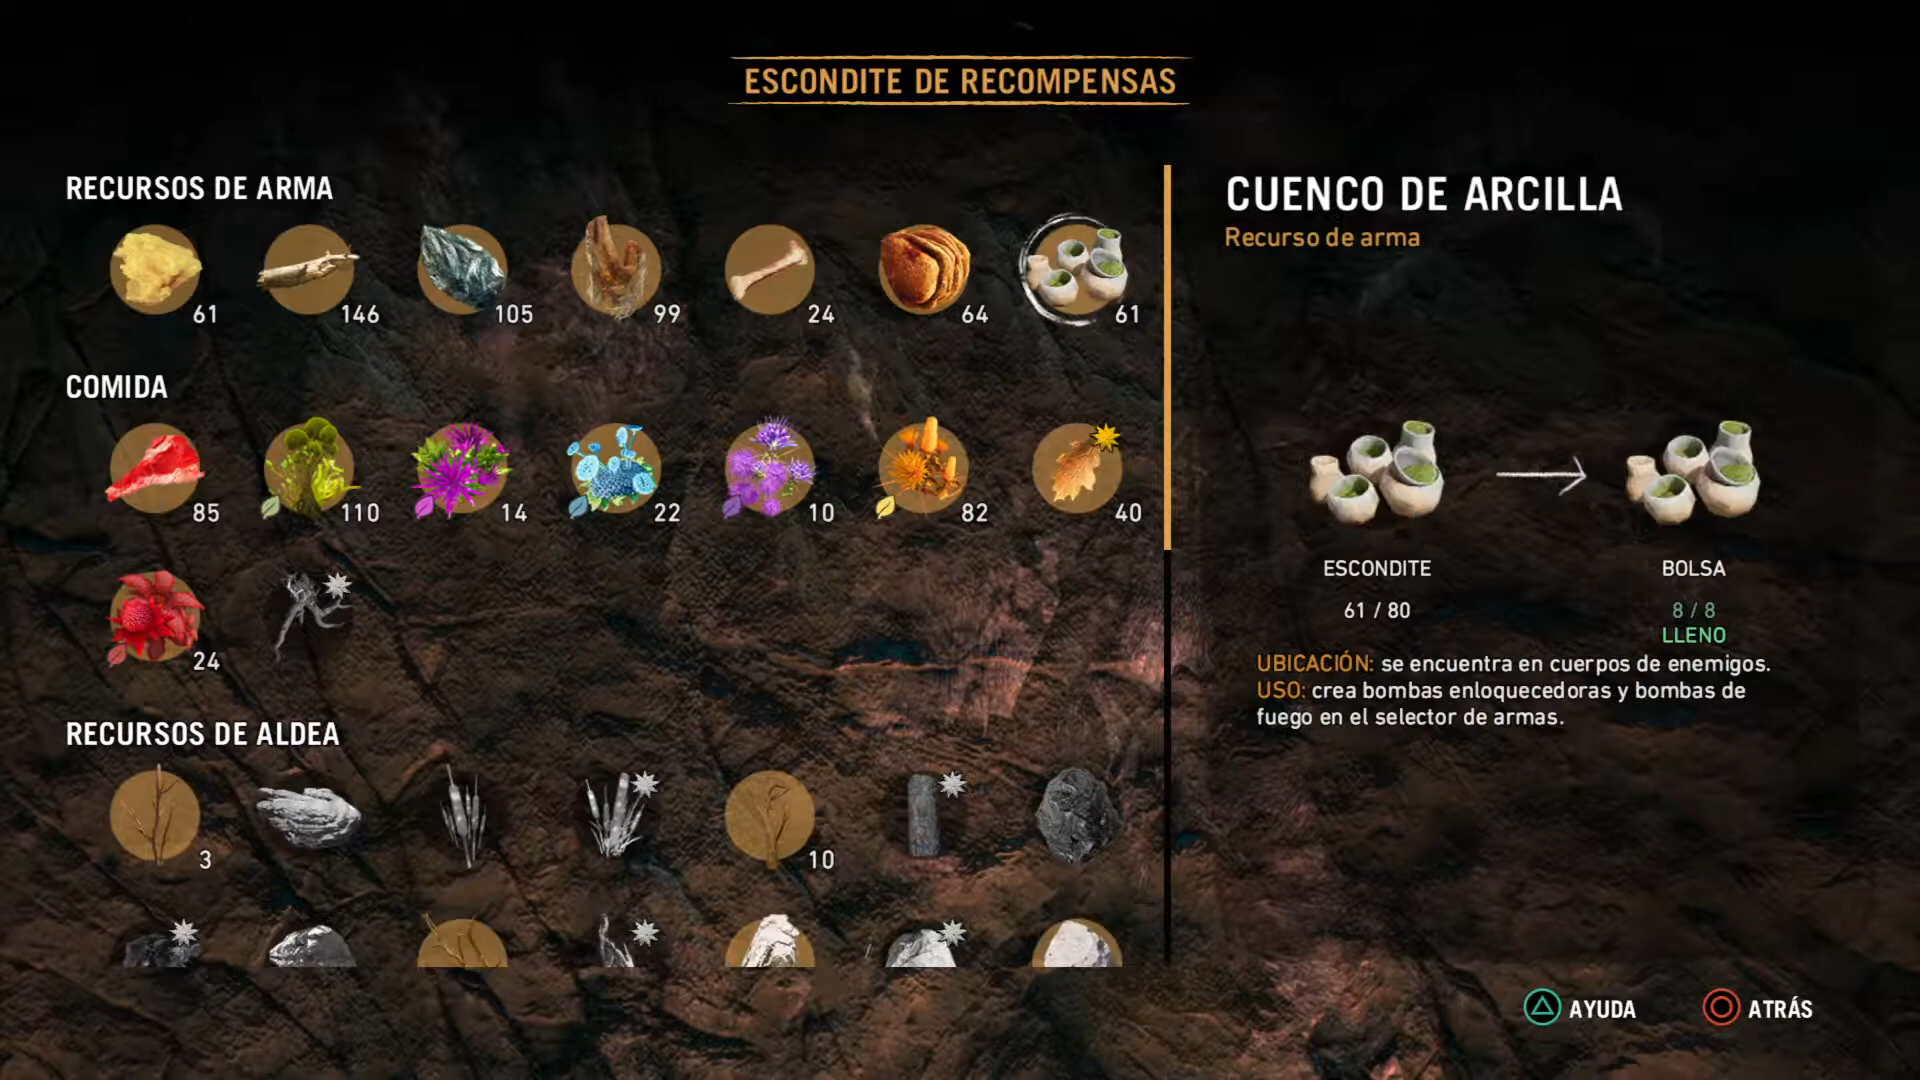 ESCONDITE DE RECOMPENSAS
RECURSOS DE ARMA
61 146 105 99 24 64 61
COMIDA
85 110 14 22 10 82 40
24
RECURSOS DE ALDEA
3 10
CUENCO DE ARCILLA
Recurso de arma
ESCONDITE BOLSA
61 / 80 8 / 8
LLENO
UBICACIÓN: se encuentra en cuerpos de enemigos.
USO: crea bombas enloquecedoras y bombas de
fuego en el selector de armas.
AYUDA ATRÁS